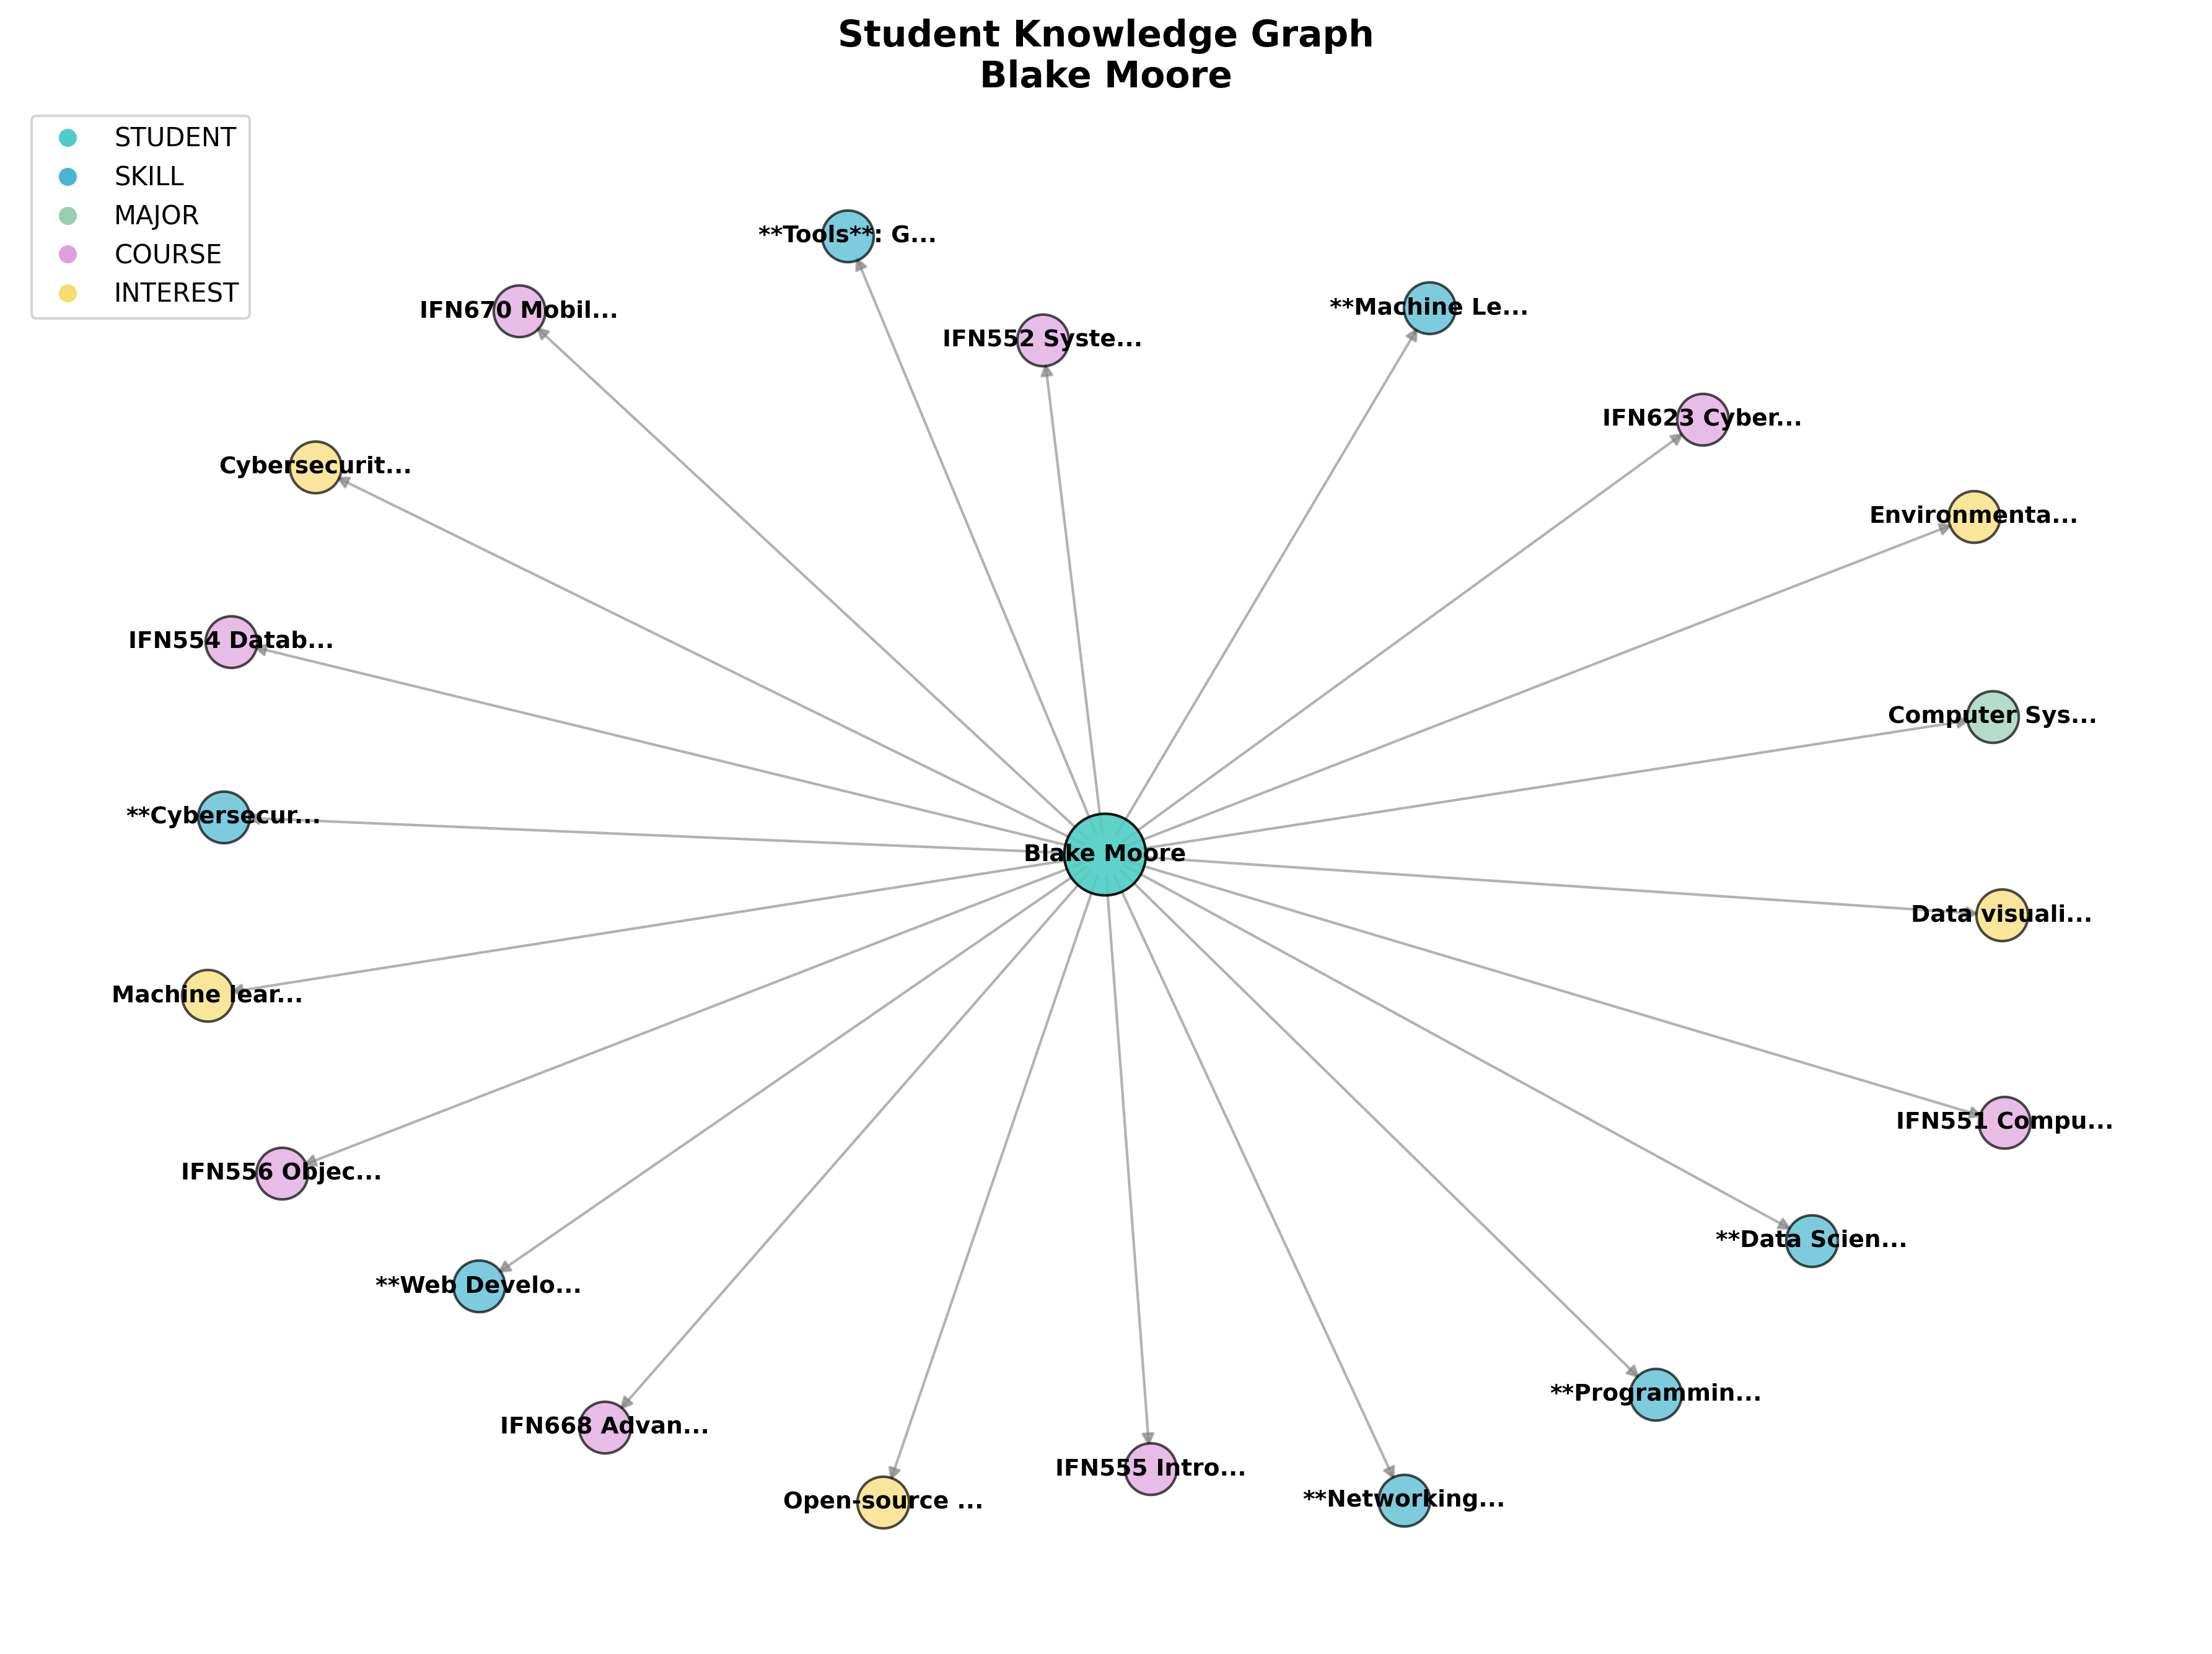 Student Knowledge Graph
Blake Moore
STUDENT
SKILL
MAJOR
COURSE
INTEREST
**Tools**: G...
IFN670 Mobil...
**Machine Le...
IFN552 Syste...
IFN623 Cyber...
Cybersecurit...
Environmenta...
IFN554 Datab...
Computer Sys...
**Cybersecur...
Blake Moore
Data visuali...
Machine lear...
IFN551 Compu...
IFN556 Objec...
**Data Scien...
**Web Develo...
**Programmin...
IFN668 Advan...
IFN555 Intro...
Open-source ...
**Networking...